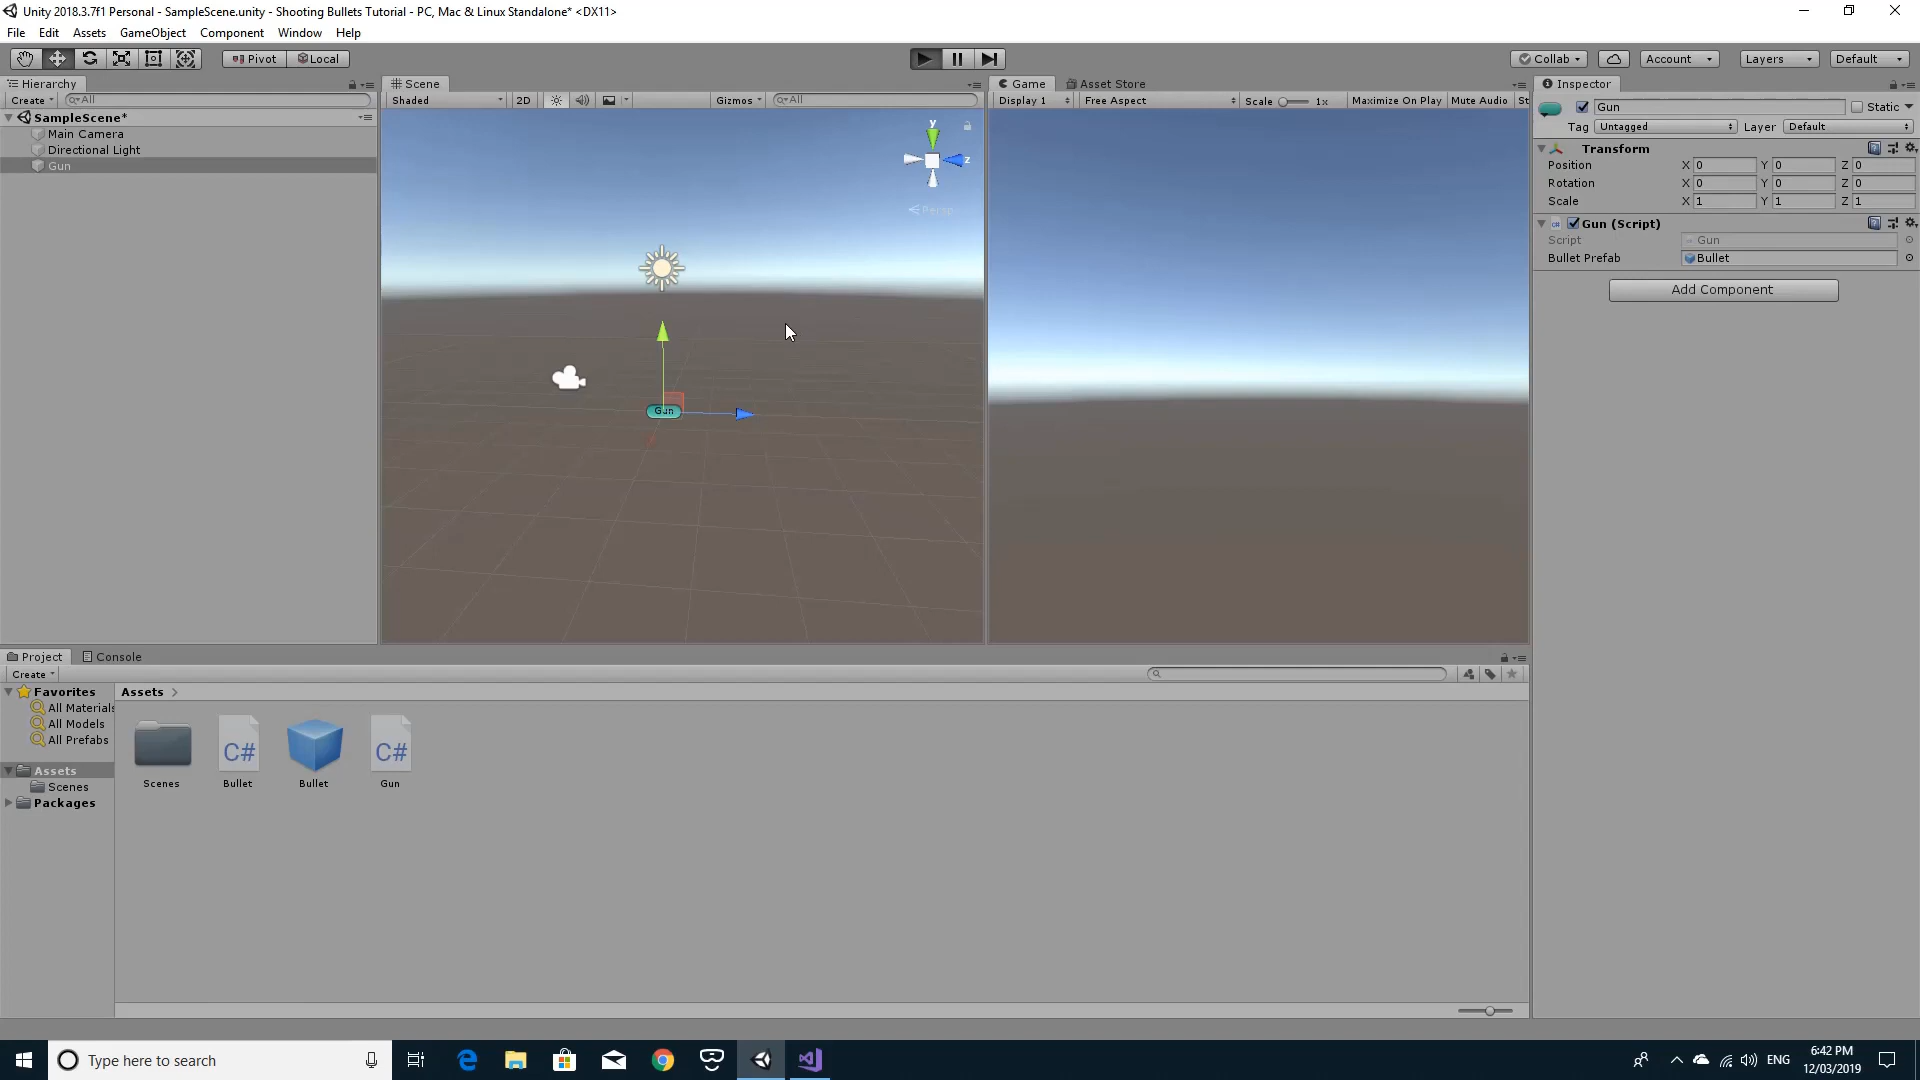 Unity 2018.3.7f1 Personal - SampleScene.unity - Shooting Bullets Tutorial - PC, Mac & Linux Standalone* <DX11>
File Edit Assets GameObject Component Window Help
Pivot Local Collab Account Layers Default
Hierarchy
Create All
SampleScene*
Main Camera
Directional Light
Gun
Scene
Shaded 2D Gizmos All
y
z
Persp
Gun
Game Asset Store
Display 1 Free Aspect Scale 1x Maximize On Play Mute Audio St
Inspector
Gun Static
Tag Untagged Layer Default
Transform
Position X 0 Y 0 Z 0
Rotation X 0 Y 0 Z 0
Scale X 1 Y 1 Z 1
Gun (Script)
Script Gun
Bullet Prefab Bullet
Add Component
Project Console
Create
Favorites
All Materials
All Models
All Prefabs
Assets
Scenes
Packages
Assets
C# C#
Scenes Bullet Bullet Gun
Type here to search
ENG
6:42 PM
12/03/2019